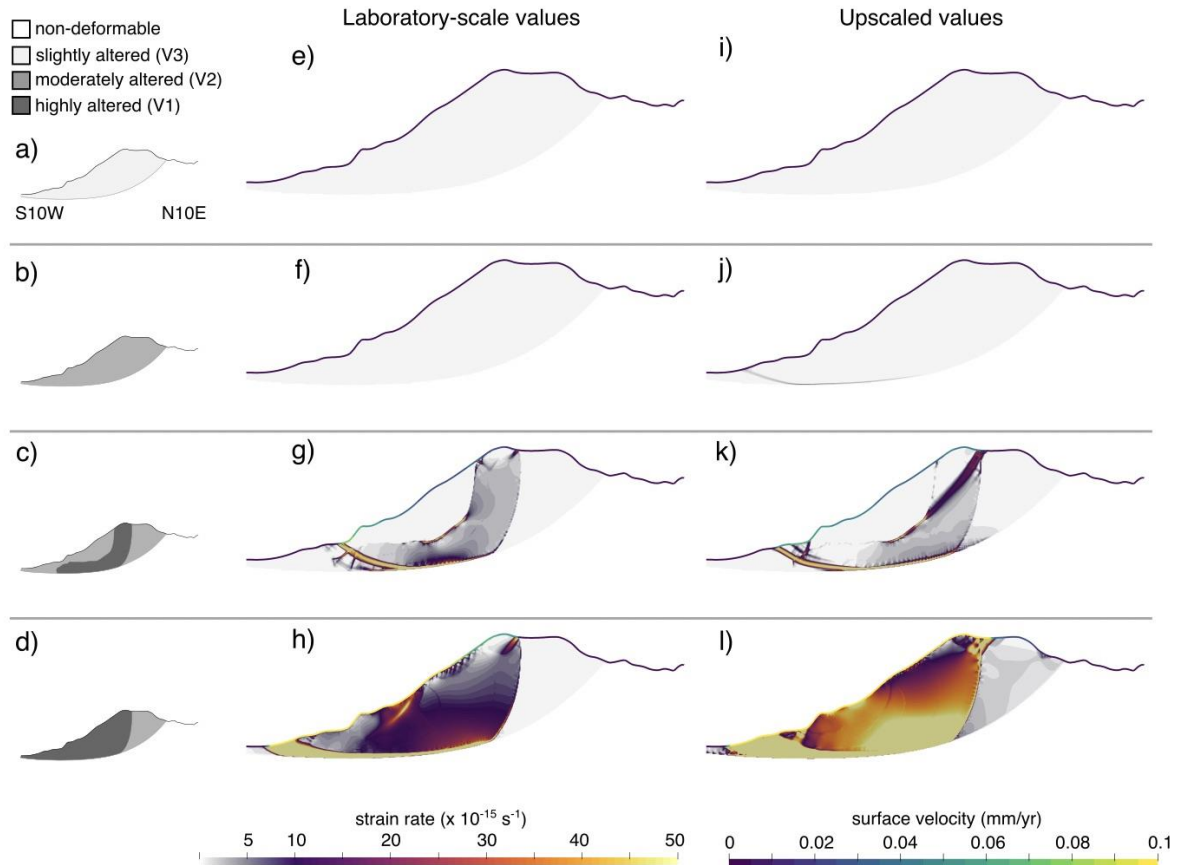 Laboratory-scale values
Upscaled values
non-deformable
slightly altered (V3)
moderately altered (V2)
highly altered (V1)
a)
e)
i)
S10W
N10E
b)
f)
j)
c)
g)
k)
d)
h)
l)
strain rate (x 10⁻¹⁵ s⁻¹)
5 10 20 30 40 50
surface velocity (mm/yr)
0 0.02 0.04 0.06 0.08 0.1